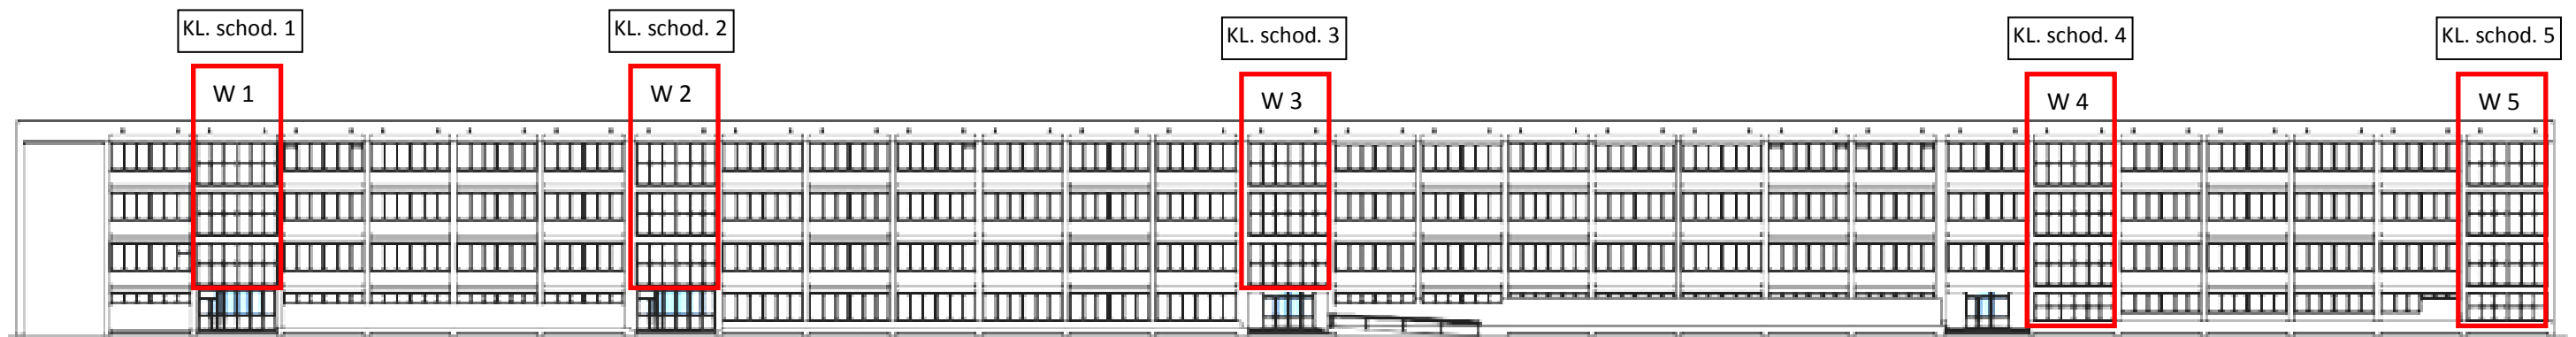 KL. schod. 1
KL. schod. 2
KL. schod. 3
KL. schod. 4
KL. schod. 5
W 1
W 2
W 3
W 4
W 5